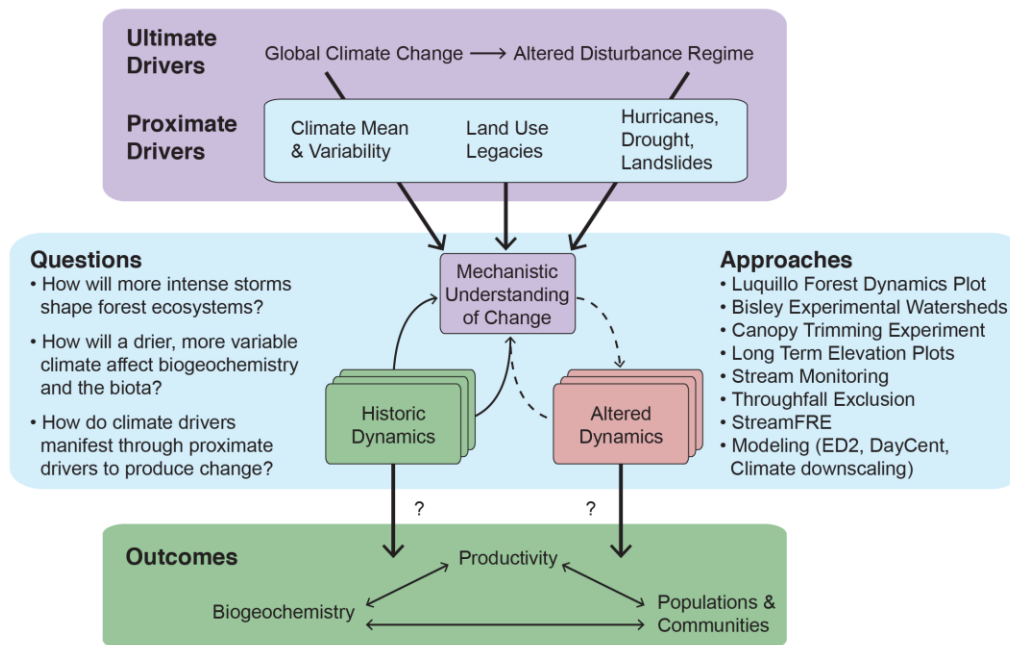 Ultimate
Drivers
Global Climate Change
Altered Disturbance Regime
Proximate
Drivers
Climate Mean
& Variability
Land Use
Legacies
Hurricanes,
Drought,
Landslides
Questions
• How will more intense storms
shape forest ecosystems?
• How will a drier, more variable
climate affect biogeochemistry
and the biota?
• How do climate drivers
manifest through proximate
drivers to produce change?
Mechanistic
Understanding
of Change
Historic
Dynamics
Altered
Dynamics
Approaches
• Luquillo Forest Dynamics Plot
• Bisley Experimental Watersheds
• Canopy Trimming Experiment
• Long Term Elevation Plots
• Stream Monitoring
• Throughfall Exclusion
• StreamFRE
• Modeling (ED2, DayCent,
Climate downscaling)
?
?
Outcomes
Productivity
Biogeochemistry
Populations &
Communities